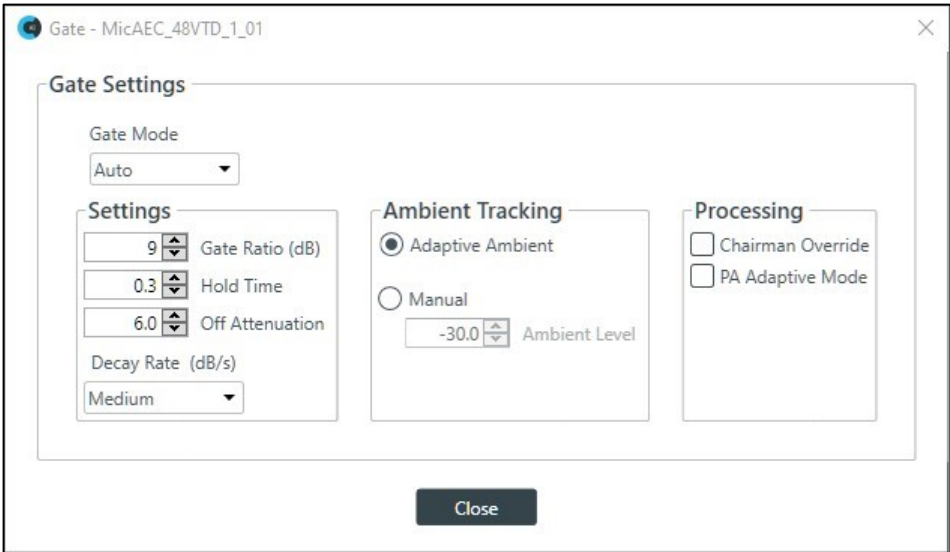 Gate - MicAEC_48VTD_1_01
Gate Settings
Gate Mode
Auto
Settings
9 Gate Ratio (dB)
0.3 Hold Time
6.0 Off Attenuation
Decay Rate (dB/s)
Medium
Ambient Tracking
Adaptive Ambient
Manual
-30.0 Ambient Level
Processing
Chairman Override
PA Adaptive Mode
Close